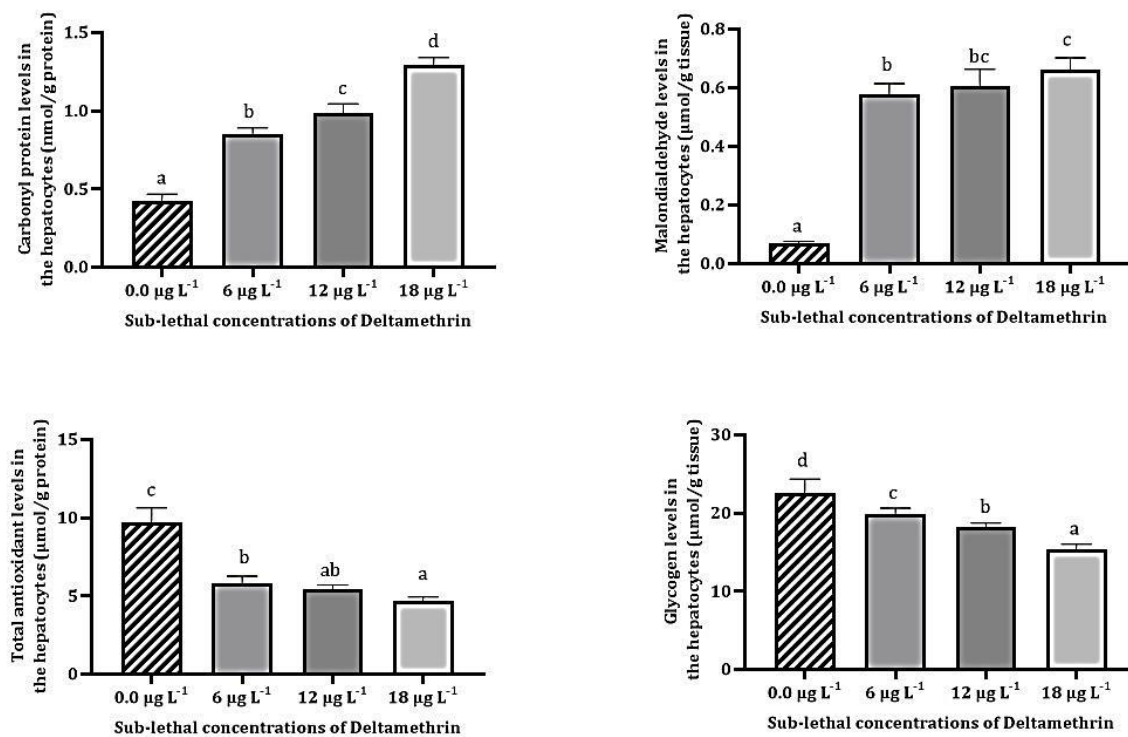 Carbonyl protein levels in
the hepatocytes (nmol/g protein)
1.5
1.0
0.5
0.0
a
b
c
d
0.0 µg L⁻¹ 6 µg L⁻¹ 12 µg L⁻¹ 18 µg L⁻¹
Sub-lethal concentrations of Deltamethrin
Malondialdehyde levels in
the hepatocytes (µmol/g tissue)
0.8
0.6
0.4
0.2
0.0
a
b
bc
c
0.0 µg L⁻¹ 6 µg L⁻¹ 12 µg L⁻¹ 18 µg L⁻¹
Sub-lethal concentrations of Deltamethrin
Total antioxidant levels in
the hepatocytes (µmol/g protein)
15
10
5
0
c
b
ab
a
0.0 µg L⁻¹ 6 µg L⁻¹ 12 µg L⁻¹ 18 µg L⁻¹
Sub-lethal concentrations of Deltamethrin
Glycogen levels in
the hepatocytes (µmol/g tissue)
30
20
10
0
d
c
b
a
0.0 µg L⁻¹ 6 µg L⁻¹ 12 µg L⁻¹ 18 µg L⁻¹
Sub-lethal concentrations of Deltamethrin